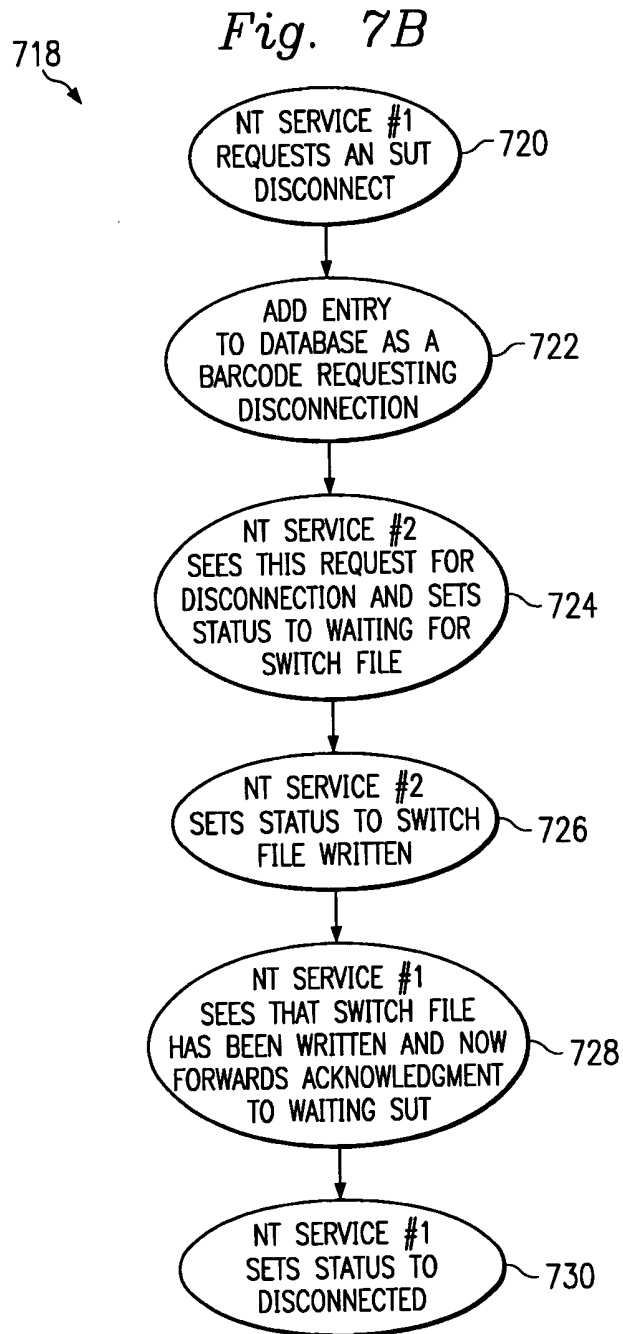 Fig. 7B
718
NT SERVICE #1
REQUESTS AN SUT
DISCONNECT
720
ADD ENTRY
TO DATABASE AS A
BARCODE REQUESTING
DISCONNECTION
722
NT SERVICE #2
SEES THIS REQUEST FOR
DISCONNECTION AND SETS
STATUS TO WAITING FOR
SWITCH FILE
724
NT SERVICE #2
SETS STATUS TO SWITCH
FILE WRITTEN
726
NT SERVICE #1
SEES THAT SWITCH FILE
HAS BEEN WRITTEN AND NOW
FORWARDS ACKNOWLEDGMENT
TO WAITING SUT
728
NT SERVICE #1
SETS STATUS TO
DISCONNECTED
730